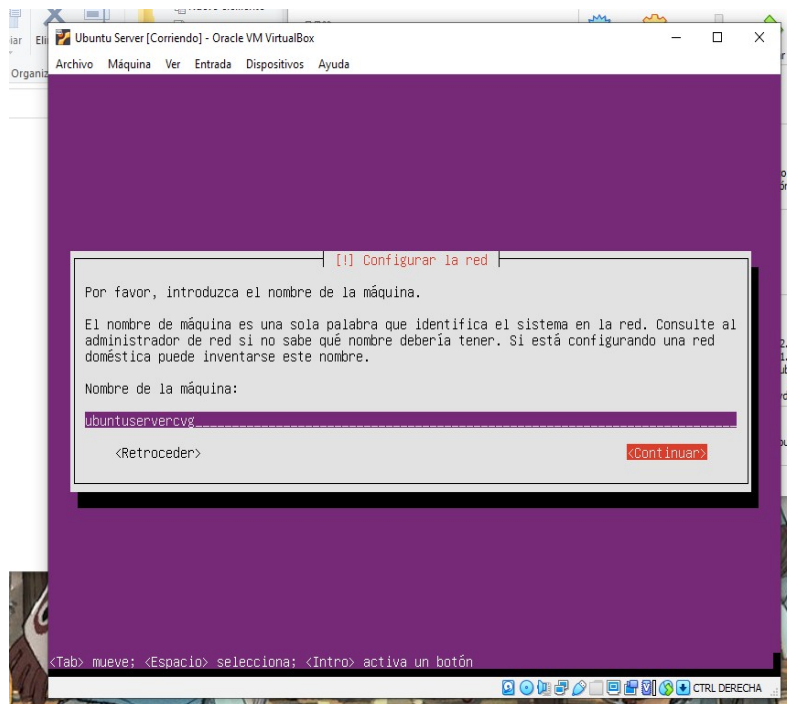 Ubuntu Server [Corriendo] - Oracle VM VirtualBox
Archivo Máquina Ver Entrada Dispositivos Ayuda
Organiz
[!] Configurar la red
Por favor, introduzca el nombre de la máquina.
El nombre de máquina es una sola palabra que identifica el sistema en la red. Consulte al
administrador de red si no sabe qué nombre debería tener. Si está configurando una red
doméstica puede inventarse este nombre.
Nombre de la máquina:
ubuntuservercvg
<Retroceder> <Continuar>
<Tab> mueve; <Espacio> selecciona; <Intro> activa un botón
CTRL DERECHA